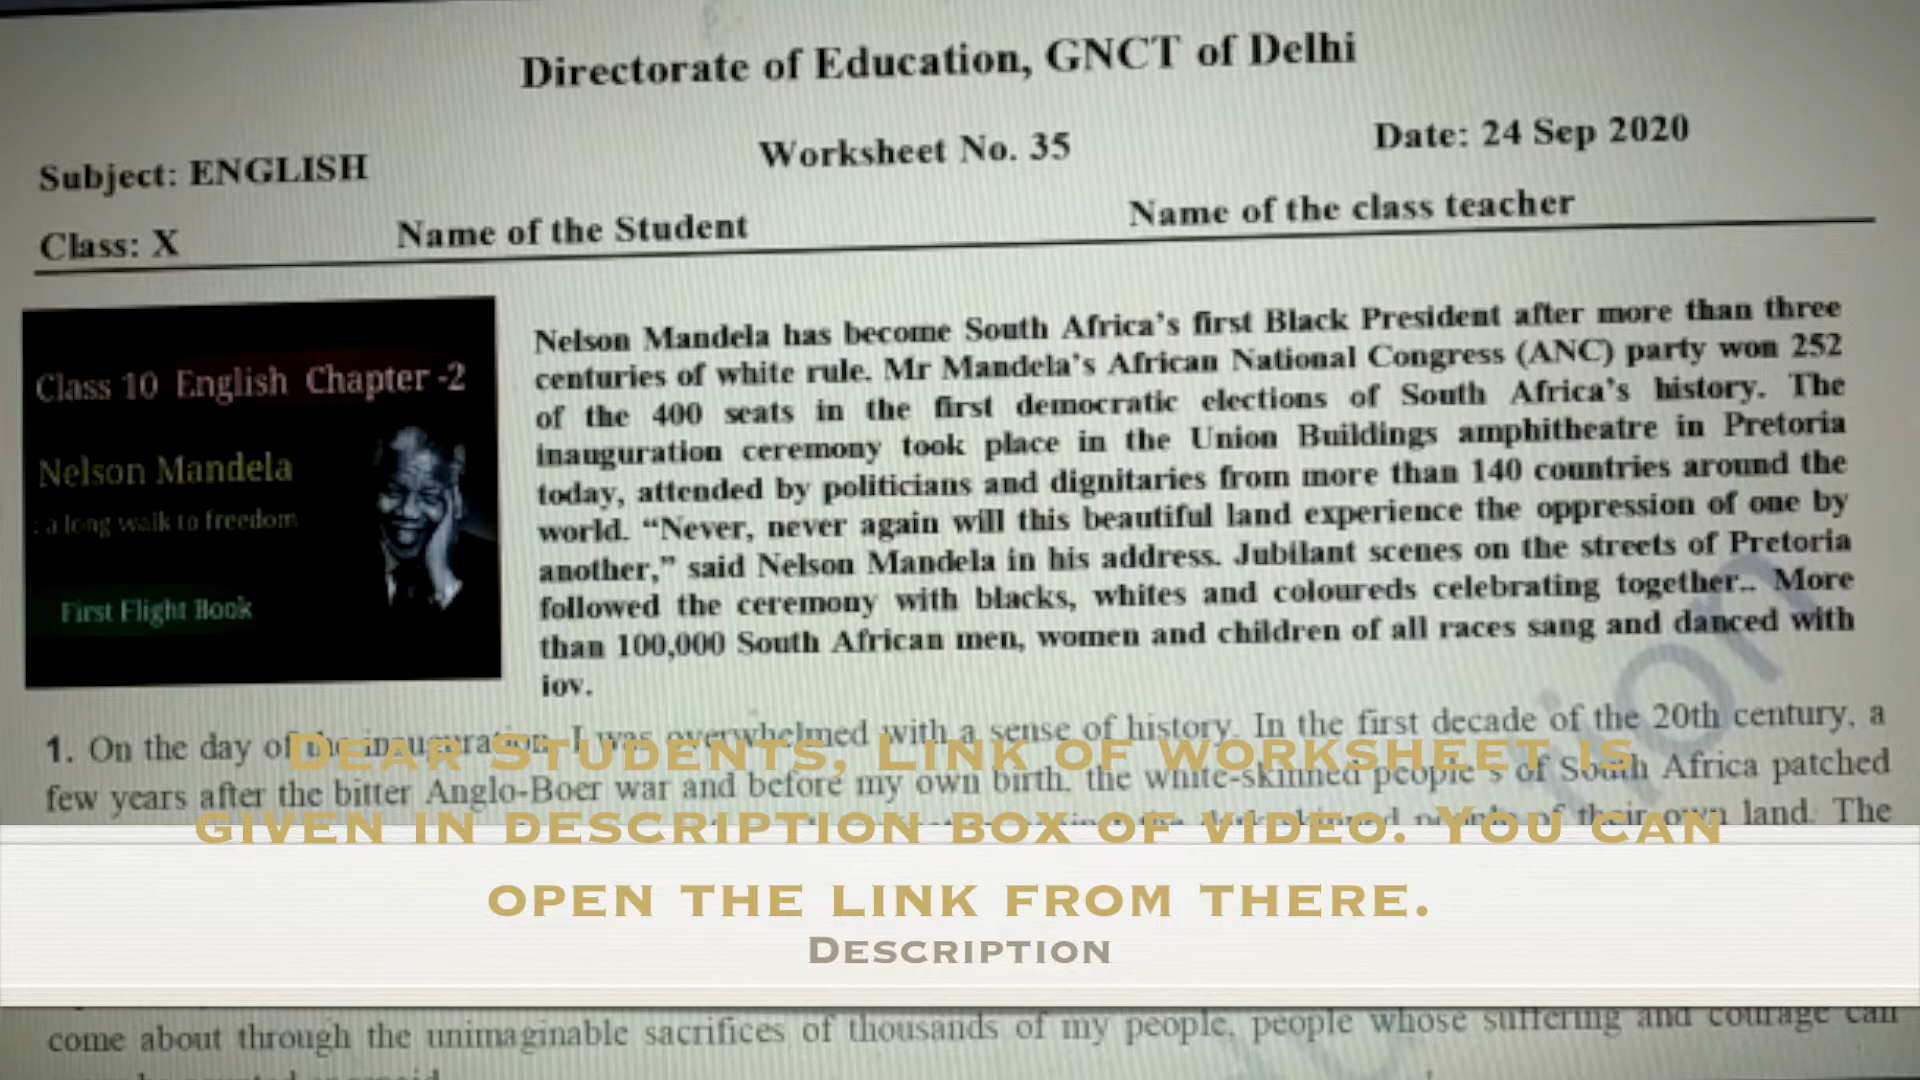 Directorate of Education, GNCT of Delhi
Subject: ENGLISH
Worksheet No. 35
Date: 24 Sep 2020
Class: X
Name of the Student
Name of the class teacher
Class 10 English Chapter -2
Nelson Mandela
: a long walk to freedom
First Flight Book
Nelson Mandela has become South Africa's first Black President after more than three
centuries of white rule. Mr Mandela's African National Congress (ANC) party won 252
of the 400 seats in the first democratic elections of South Africa's history. The
inauguration ceremony took place in the Union Buildings amphitheatre in Pretoria
today, attended by politicians and dignitaries from more than 140 countries around the
world. “Never, never again will this beautiful land experience the oppression of one by
another,” said Nelson Mandela in his address. Jubilant scenes on the streets of Pretoria
followed the ceremony with blacks, whites and coloureds celebrating together.. More
than 100,000 South African men, women and children of all races sang and danced with
joy.
1. On the day of the inauguration, I was overwhelmed with a sense of history. In the first decade of the 20th century, a
few years after the bitter Anglo-Boer war and before my own birth, the white-skinned people s of South Africa patched
of their own land. The
Dear Students, Link of worksheet is
given in description box of video. You can
open the link from there.
Description
come about through the unimaginable sacrifices of thousands of my people, people whose suffering and courage can